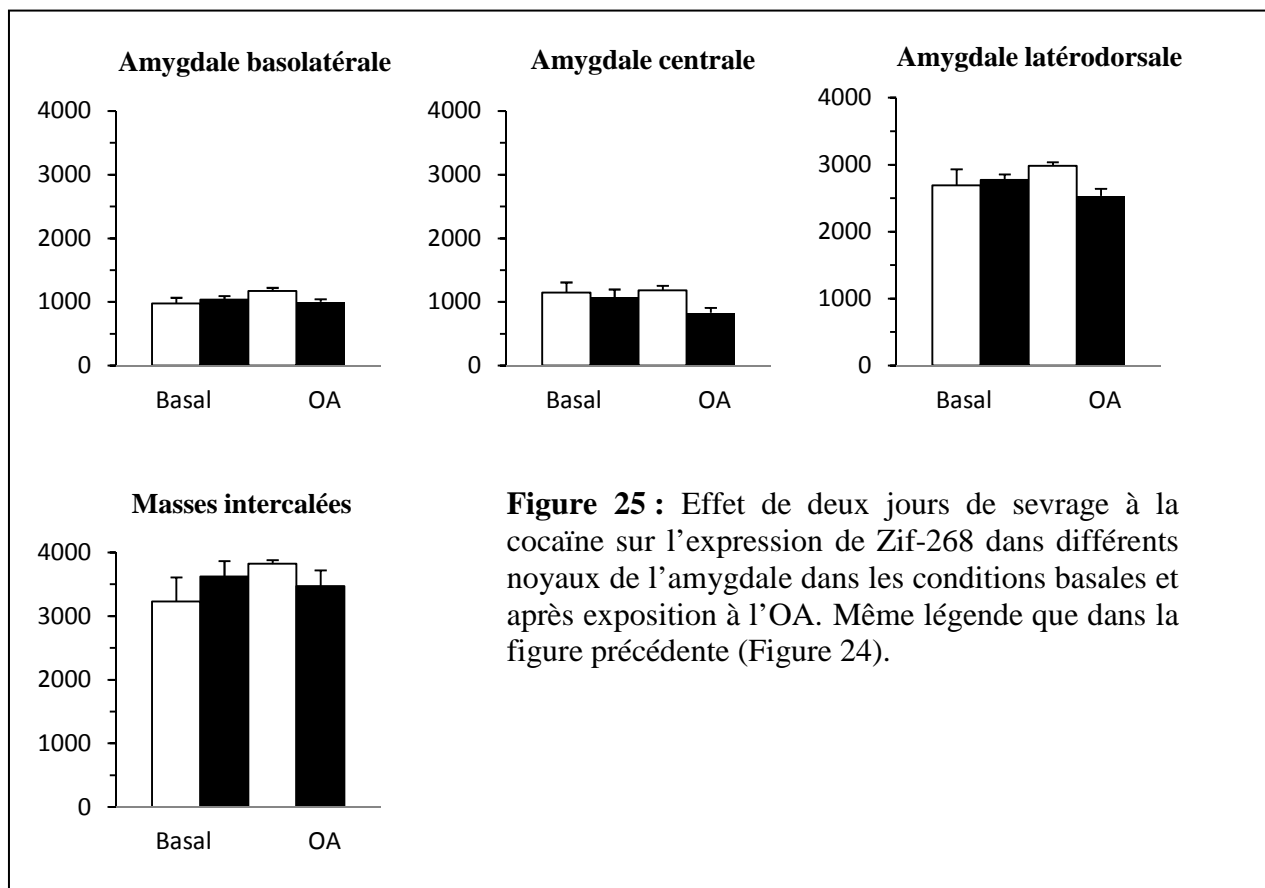 Amygdale basolatérale
4000
3000
2000
1000
0
Basal OA
Amygdale centrale
4000
3000
2000
1000
0
Basal OA
Amygdale latérodorsale
4000
3000
2000
1000
0
Basal OA
Masses intercalées
4000
3000
2000
1000
0
Basal OA
Figure 25 : Effet de deux jours de sevrage à la
cocaïne sur l’expression de Zif-268 dans différents
noyaux de l’amygdale dans les conditions basales et
après exposition à l’OA. Même légende que dans la
figure précédente (Figure 24).